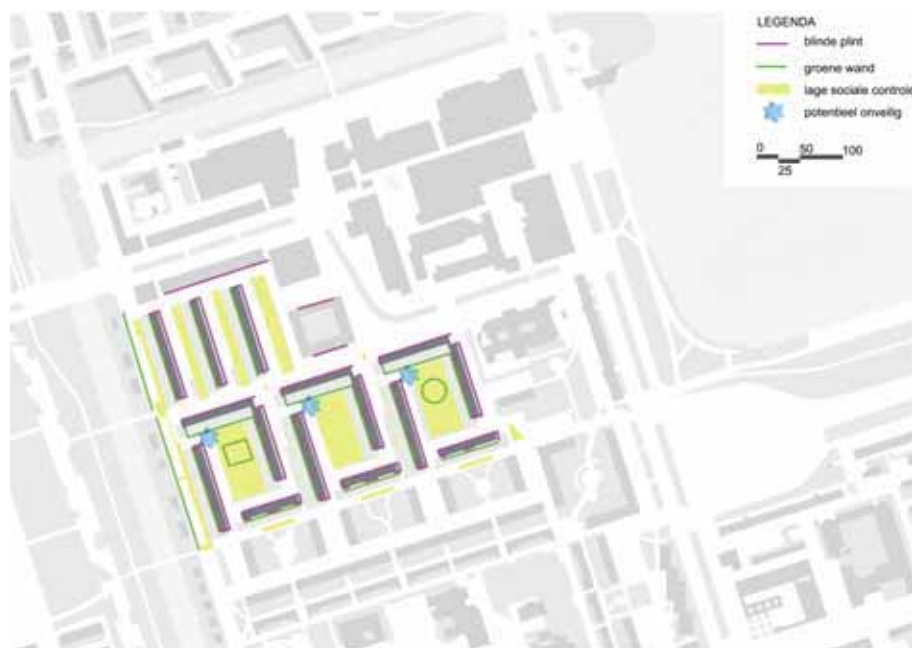 LEGENDA
blinde plint
groene wand
lage sociale controle
potentieel onveilig
0 50 100
25